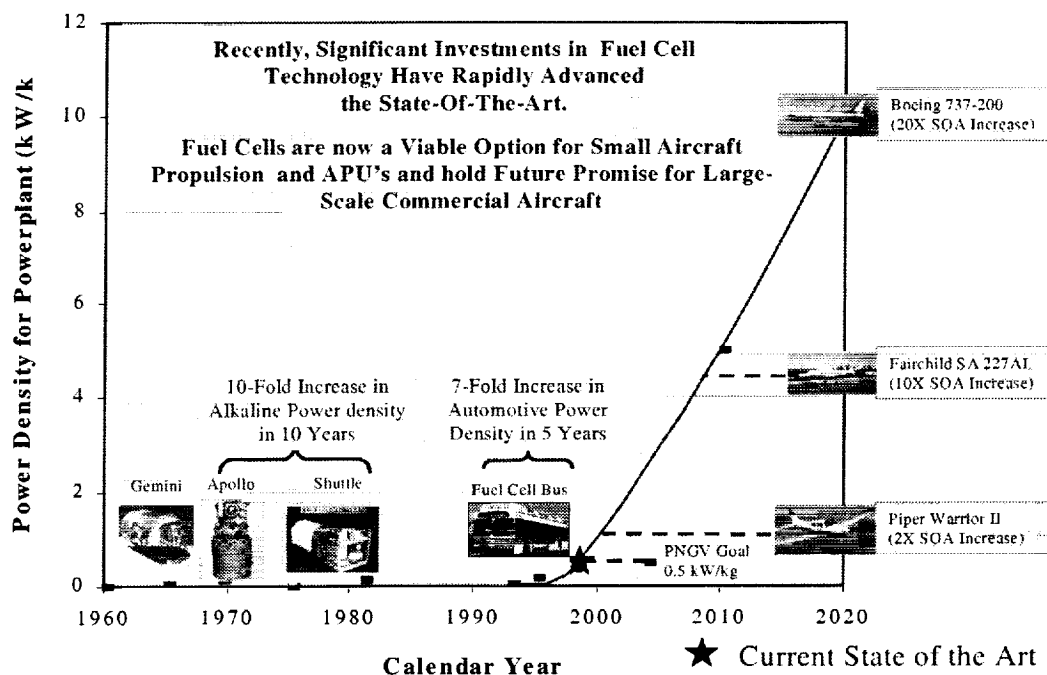 12
10
8
6
4
2
0
Power Density for Powerplant (kW/k
Recently, Significant Investments in Fuel Cell
Technology Have Rapidly Advanced
the State-Of-The-Art.
Fuel Cells are now a Viable Option for Small Aircraft
Propulsion and APU's and hold Future Promise for Large-
Scale Commercial Aircraft
Boeing 737-200
(20X SOA Increase)
Fairchild SA 227AL
(10X SOA Increase)
10-Fold Increase in
Alkaline Power density
in 10 Years
7-Fold Increase in
Automotive Power
Density in 5 Years
Gemini
Apollo
Shuttle
Fuel Cell Bus
Piper Warrior II
(2X SOA Increase)
PNGV Goal
0.5 kW/kg
1960
1970
1980
1990
2000
2010
2020
Calendar Year
★ Current State of the Art